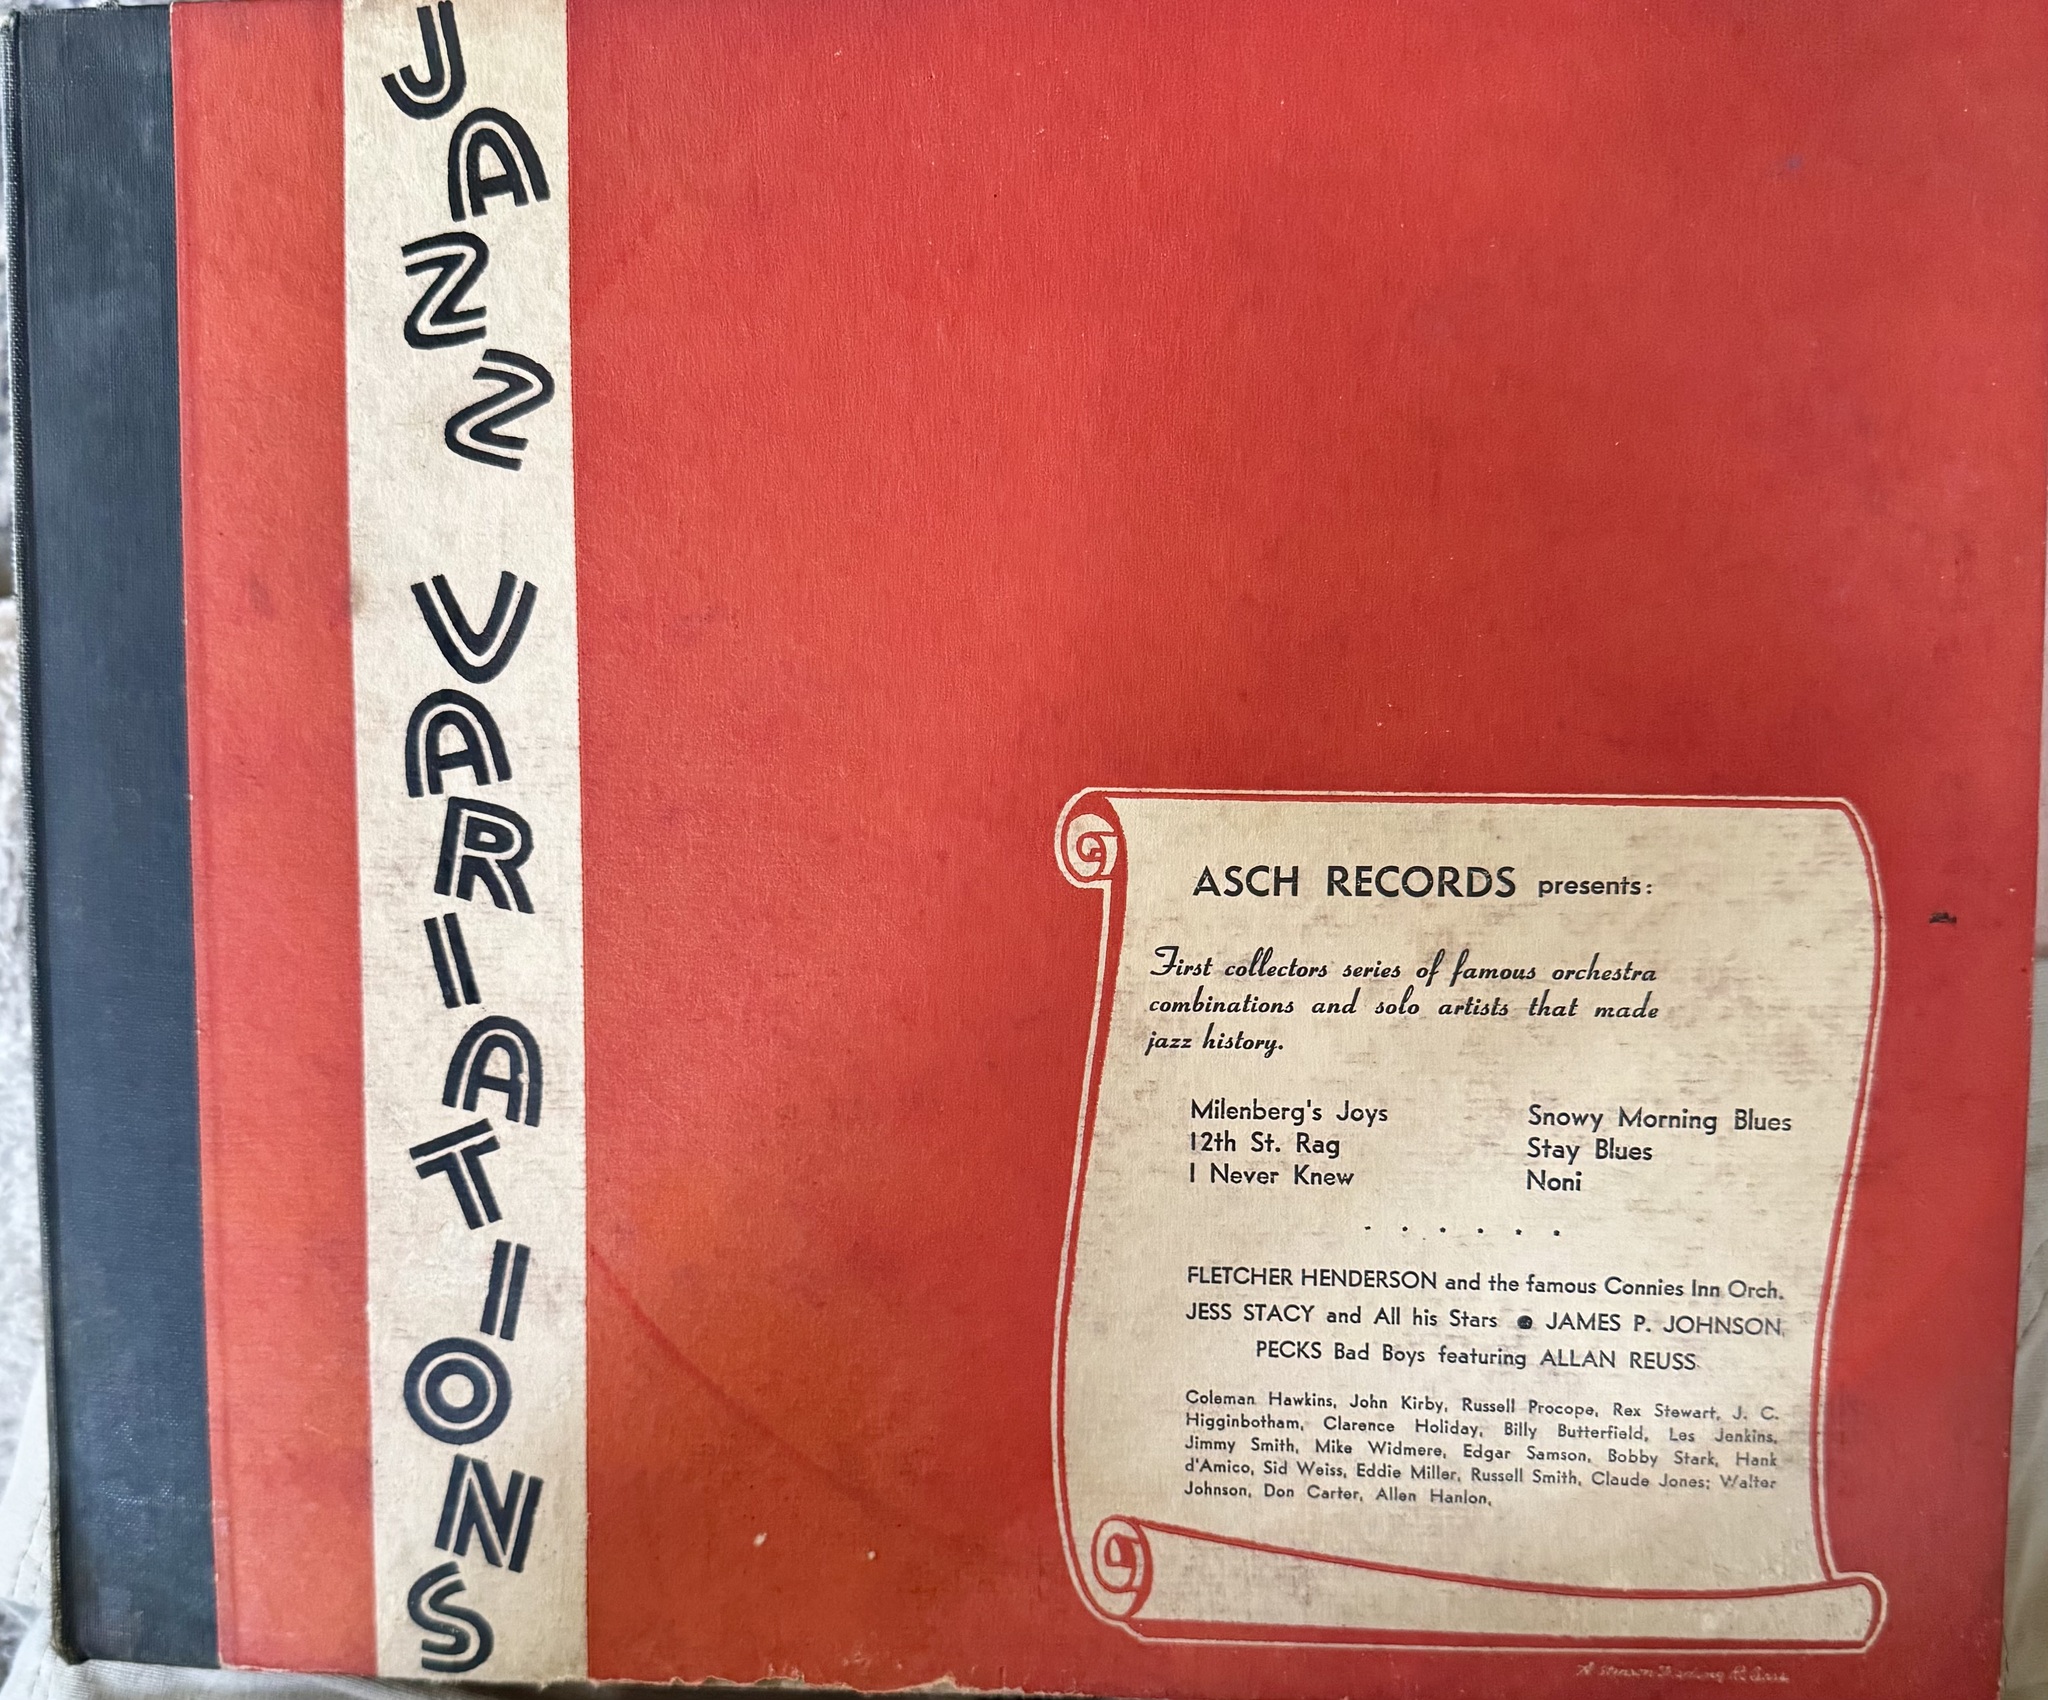 JAZZ VARIATIONS
ASCH RECORDS presents:
First collectors series of famous orchestra
combinations and solo artists that made
jazz history.
Milenberg's Joys
12th St. Rag
I Never Knew
Snowy Morning Blues
Stay Blues
Noni
. . . . . .
FLETCHER HENDERSON and the famous Connies Inn Orch.
JESS STACY and All his Stars ● JAMES P. JOHNSON,
PECKS Bad Boys featuring ALLAN REUSS
Coleman Hawkins, John Kirby, Russell Procope, Rex Stewart, J. C.
Higginbotham, Clarence Holiday, Billy Butterfield, Les Jenkins,
Jimmy Smith, Mike Widmere, Edgar Samson, Bobby Stark, Hank
d'Amico, Sid Weiss, Eddie Miller, Russell Smith, Claude Jones; Walter
Johnson, Don Carter, Allen Hanlon,
A Stinson